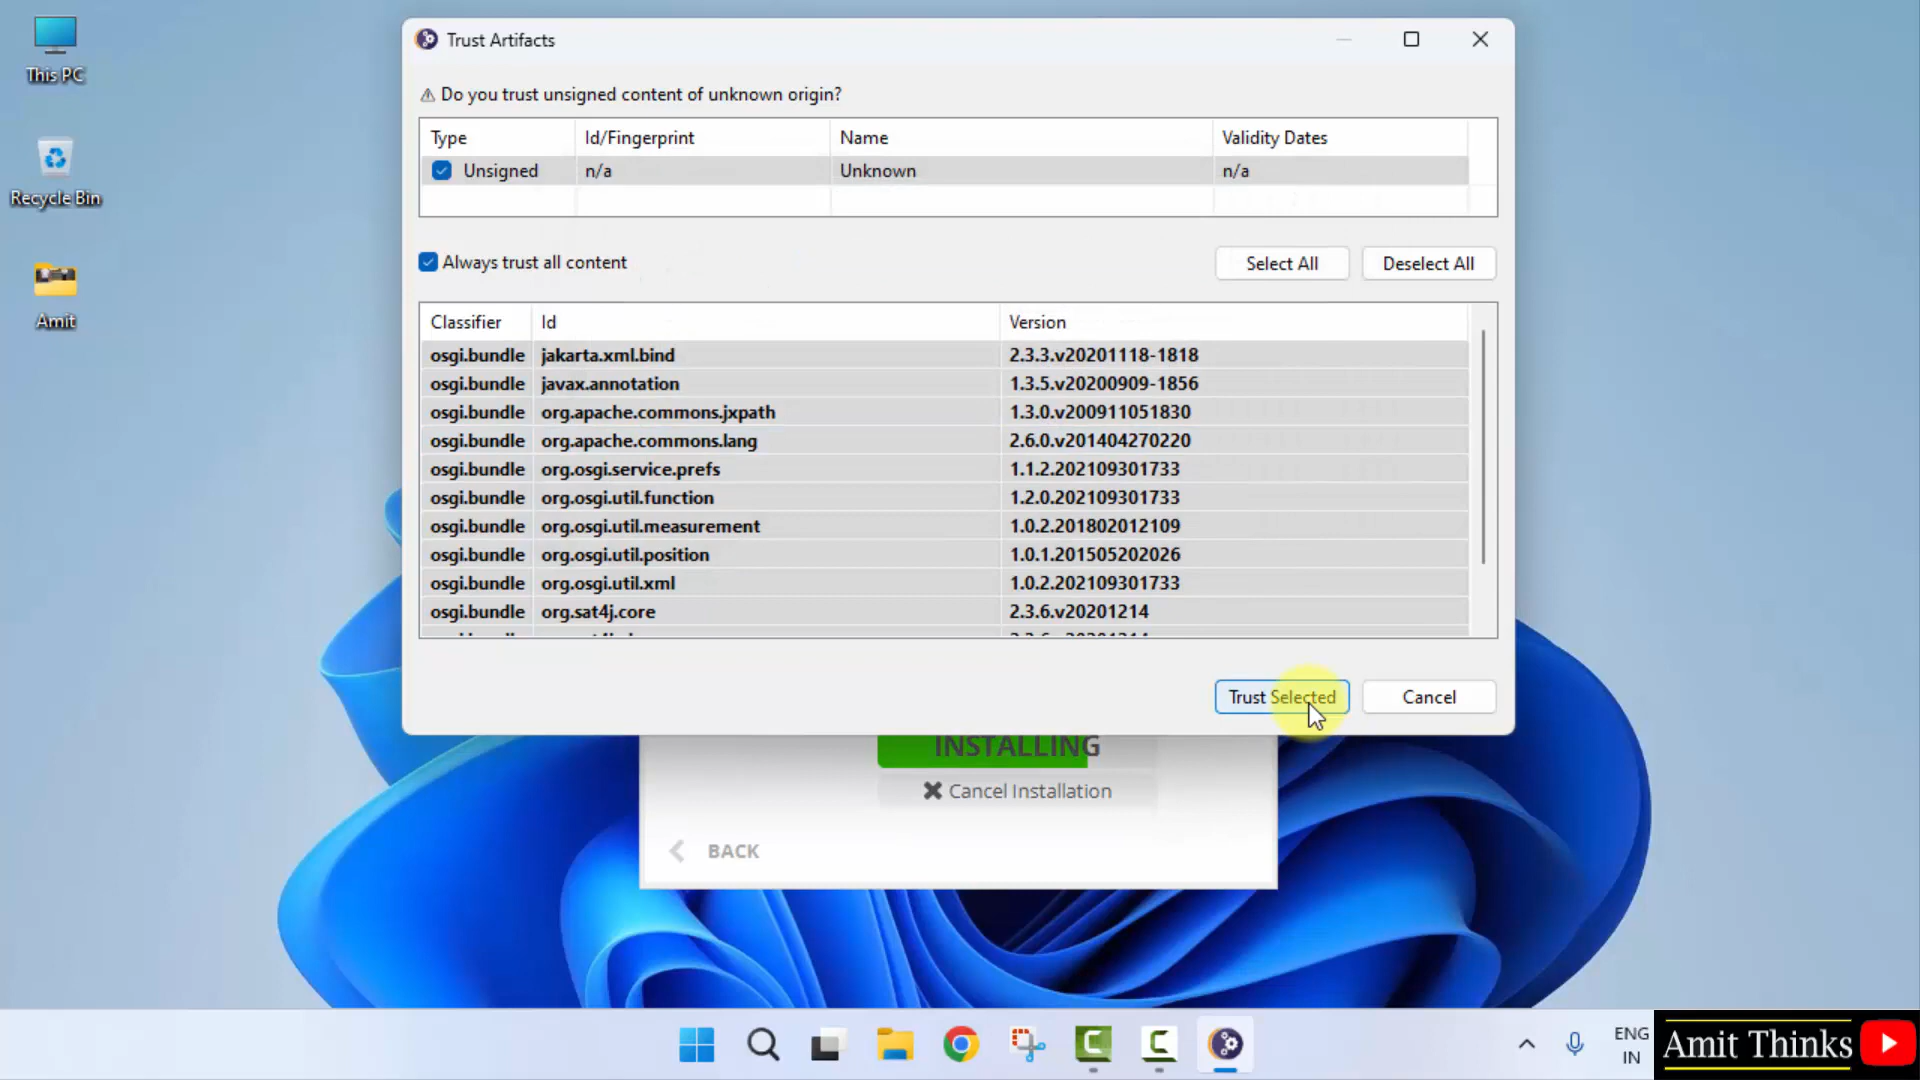 This PC
Recycle Bin
Amit
Trust Artifacts
Do you trust unsigned content of unknown origin?
Type Id/Fingerprint Name Validity Dates
Unsigned n/a Unknown n/a
Always trust all content
Select All Deselect All
Classifier Id Version
osgi.bundle jakarta.xml.bind 2.3.3.v20201118-1818
osgi.bundle javax.annotation 1.3.5.v20200909-1856
osgi.bundle org.apache.commons.jxpath 1.3.0.v200911051830
osgi.bundle org.apache.commons.lang 2.6.0.v201404270220
osgi.bundle org.osgi.service.prefs 1.1.2.202109301733
osgi.bundle org.osgi.util.function 1.2.0.202109301733
osgi.bundle org.osgi.util.measurement 1.0.2.201802012109
osgi.bundle org.osgi.util.position 1.0.1.201505202026
osgi.bundle org.osgi.util.xml 1.0.2.202109301733
osgi.bundle org.sat4j.core 2.3.6.v20201214
Trust Selected Cancel
INSTALLING
Cancel Installation
BACK
ENG
IN
Amit Thinks